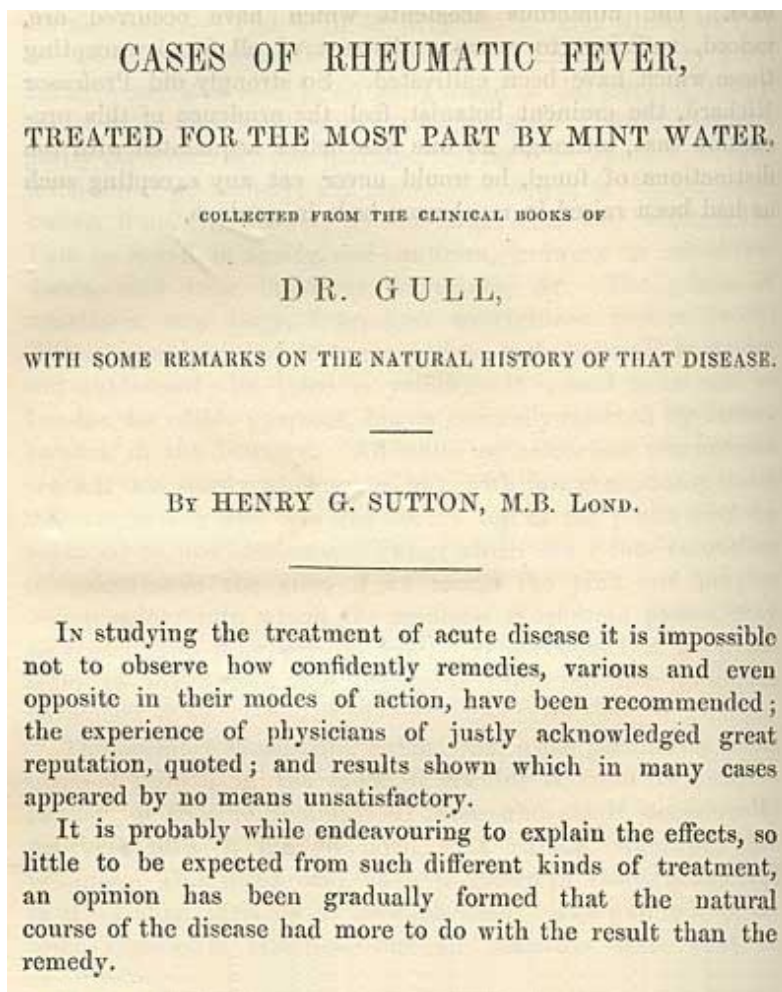 CASES OF RHEUMATIC FEVER,
TREATED FOR THE MOST PART BY MINT WATER.
COLLECTED FROM THE CLINICAL BOOKS OF
DR. GULL,
WITH SOME REMARKS ON THE NATURAL HISTORY OF THAT DISEASE.
BY HENRY G. SUTTON, M.B. LOND.
IN studying the treatment of acute disease it is impossible
not to observe how confidently remedies, various and even
opposite in their modes of action, have been recommended;
the experience of physicians of justly acknowledged great
reputation, quoted; and results shown which in many cases
appeared by no means unsatisfactory.
It is probably while endeavouring to explain the effects, so
little to be expected from such different kinds of treatment,
an opinion has been gradually formed that the natural
course of the disease had more to do with the result than the
remedy.